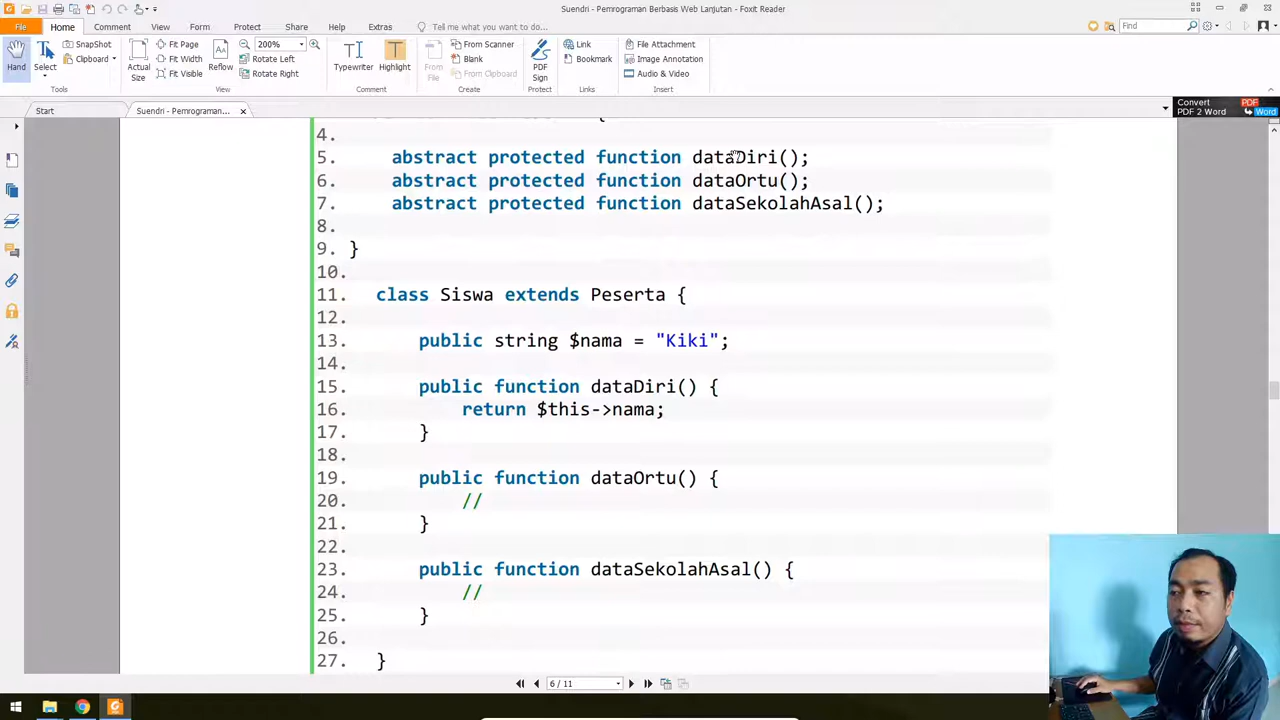 Suendri - Pemrograman Berbasis Web Lanjutan - Foxit Reader
File Home Comment View Form Protect Share Help Extras Tell me what you want to do... Find
Hand
Select
SnapShot
Clipboard
Actual Size
Fit Page
Fit Width
Fit Visible
Reflow
200%
Rotate Left
Rotate Right
Typewriter
Highlight
From File
From Scanner
Blank
From Clipboard
PDF Sign
Link
Bookmark
File Attachment
Image Annotation
Audio & Video
Tools View Comment Create Protect Links Insert
Start Suendri - Pemrograman... Convert PDF
PDF 2 Word Word
{
4.
5. abstract protected function dataDiri();
6. abstract protected function dataOrtu();
7. abstract protected function dataSekolahAsal();
8.
9. }
10.
11. class Siswa extends Peserta {
12.
13. public string $nama = "Kiki";
14.
15. public function dataDiri() {
16. return $this->nama;
17. }
18.
19. public function dataOrtu() {
20. //
21. }
22.
23. public function dataSekolahAsal() {
24. //
25. }
26.
27. }
6 / 11